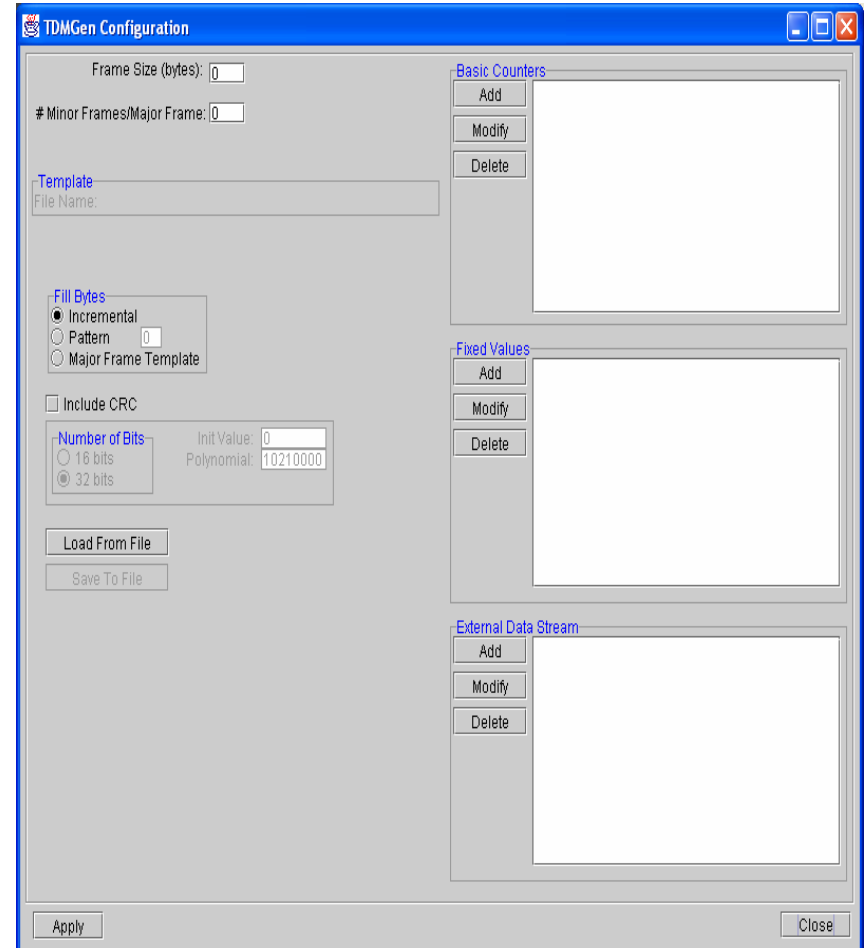 TDMGen Configuration
Frame Size (bytes): 0
# Minor Frames/Major Frame: 0
Template
File Name:
Fill Bytes
Incremental
Pattern 0
Major Frame Template
Include CRC
Number of Bits
16 bits
32 bits
Init Value: 0
Polynomial: 10210000
Load From File
Save To File
Basic Counters
Add
Modify
Delete
Fixed Values
Add
Modify
Delete
External Data Stream
Add
Modify
Delete
Apply
Close